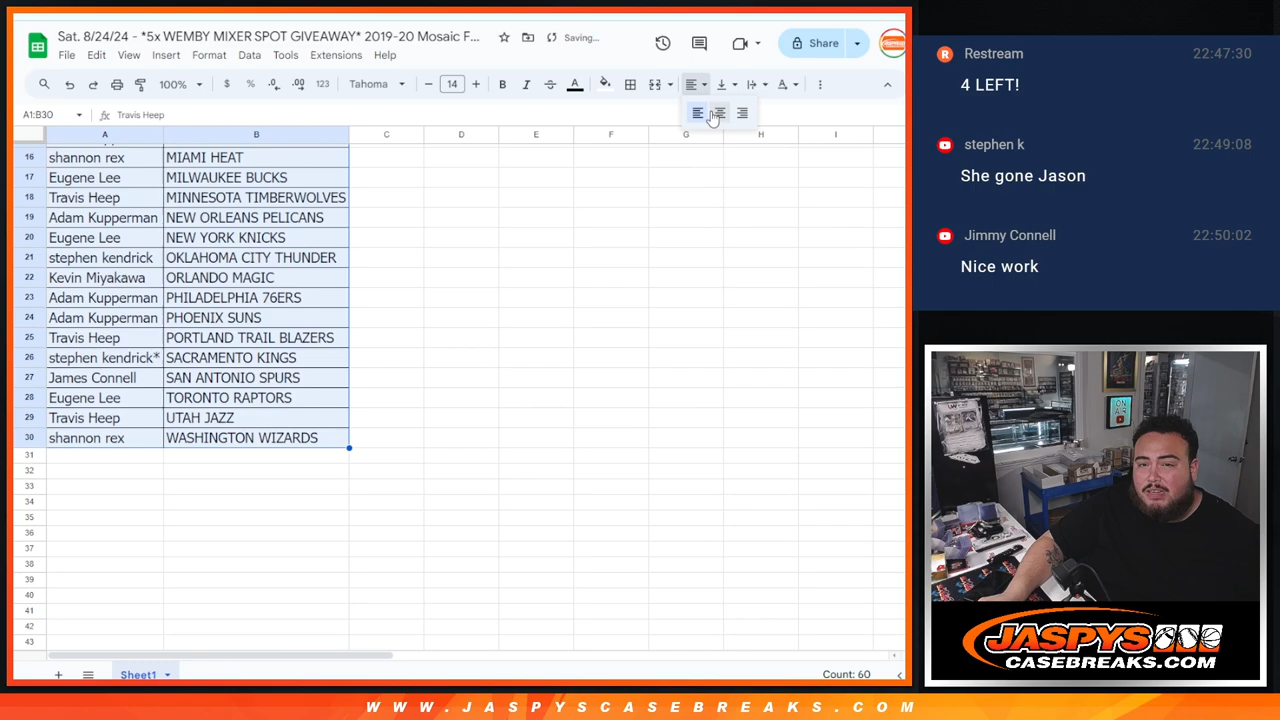 Sat. 8/24/24 - *5x WEMBY MIXER SPOT GIVEAWAY* 2019-20 Mosaic F...
Saving...
Share
File Edit View Insert Format Data Tools Extensions Help
100% $ % .0 .00 123 Tahoma 14 B I S A
A1:B30 fx Travis Heep
A B C D E F G H I
16 shannon rex MIAMI HEAT
17 Eugene Lee MILWAUKEE BUCKS
18 Travis Heep MINNESOTA TIMBERWOLVES
19 Adam Kupperman NEW ORLEANS PELICANS
20 Eugene Lee NEW YORK KNICKS
21 stephen kendrick OKLAHOMA CITY THUNDER
22 Kevin Miyakawa ORLANDO MAGIC
23 Adam Kupperman PHILADELPHIA 76ERS
24 Adam Kupperman PHOENIX SUNS
25 Travis Heep PORTLAND TRAIL BLAZERS
26 stephen kendrick* SACRAMENTO KINGS
27 James Connell SAN ANTONIO SPURS
28 Eugene Lee TORONTO RAPTORS
29 Travis Heep UTAH JAZZ
30 shannon rex WASHINGTON WIZARDS
31
32
33
34
35
36
37
38
39
40
41
42
43
Sheet1
Count: 60
Restream 22:47:30
4 LEFT!
stephen k 22:49:08
She gone Jason
Jimmy Connell 22:50:02
Nice work
ON AIR
JASPYS
CASEBREAKS.COM
WWW.JASPYSCASEBREAKS.COM